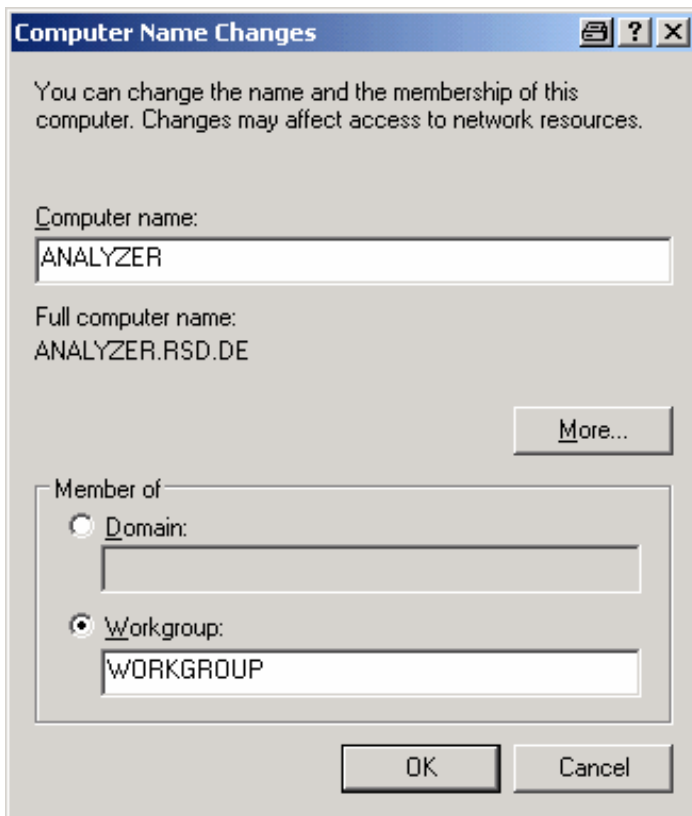 Computer Name Changes
You can change the name and the membership of this
computer. Changes may affect access to network resources.
Computer name:
ANALYZER
Full computer name:
ANALYZER.RSD.DE
More...
Member of
Domain:
Workgroup:
WORKGROUP
OK Cancel